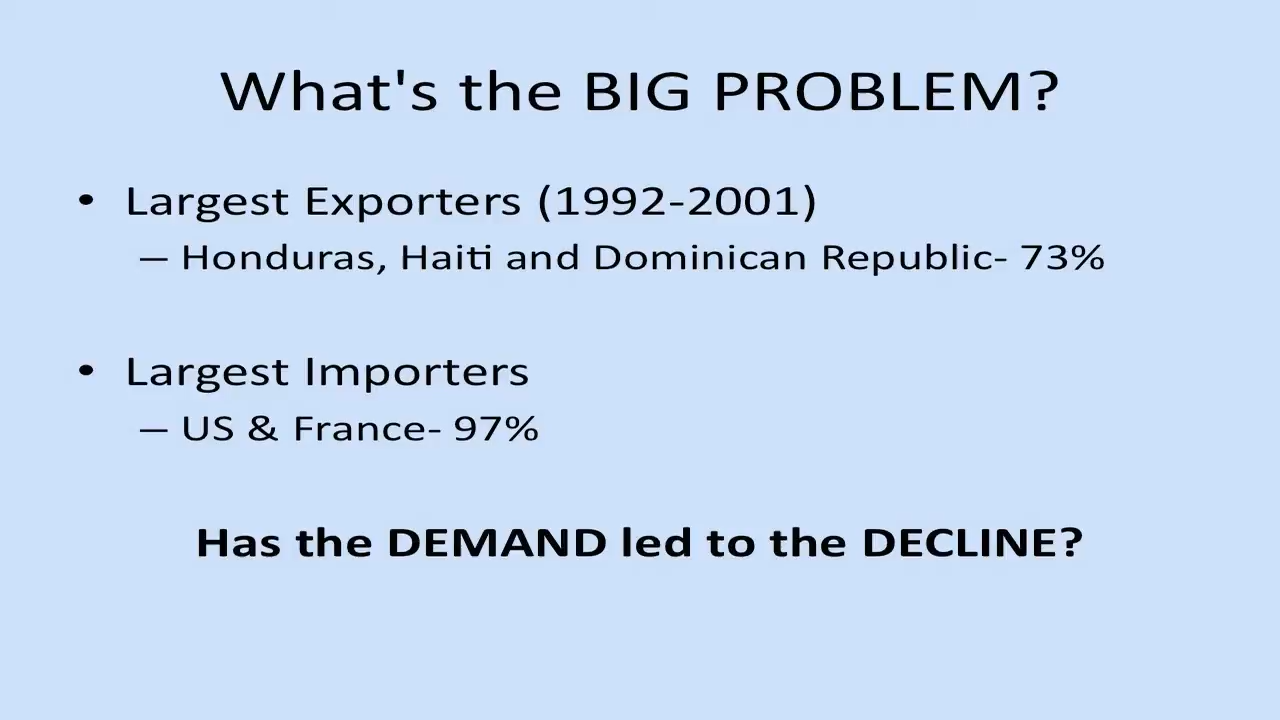 What's the BIG PROBLEM?
• Largest Exporters (1992-2001)
– Honduras, Haiti and Dominican Republic- 73%
• Largest Importers
– US & France- 97%
Has the DEMAND led to the DECLINE?